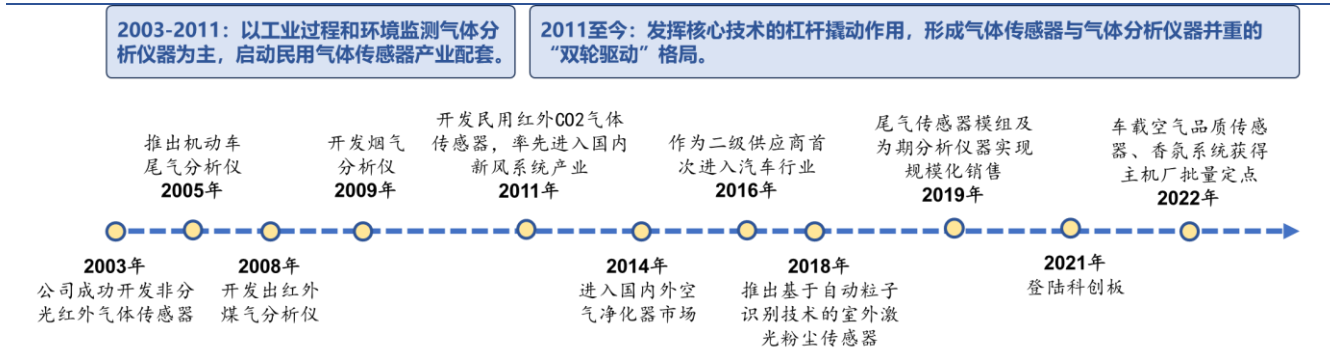 2003-2011：以工业过程和环境监测气体分
析仪器为主，启动民用气体传感器产业配套。
2011至今：发挥核心技术的杠杆撬动作用，形成气体传感器与气体分析仪器并重的
“双轮驱动”格局。
推出机动车
尾气分析仪
2005年
开发烟气
分析仪
2009年
开发民用红外CO2气体
传感器，率先进入国内
新风系统产业
2011年
作为二级供应商首
次进入汽车行业
2016年
尾气传感器模组及
为期分析仪器实现
规模化销售
2019年
车载空气品质传感
器、香氛系统获得
主机厂批量定点
2022年
2003年
公司成功开发非分
光红外气体传感器
2008年
开发出红外
煤气分析仪
2014年
进入国内外空
气净化器市场
2018年
推出基于自动粒子
识别技术的室外激
光粉尘传感器
2021年
登陆科创板